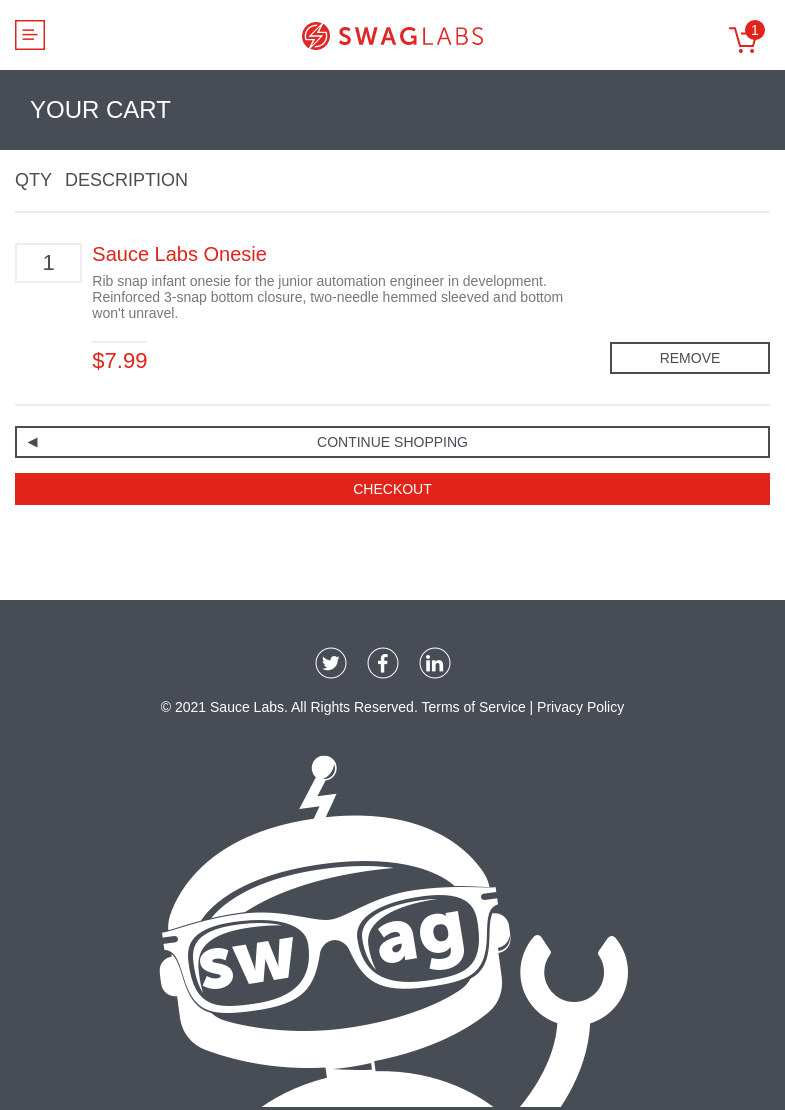 SWAGLABS
1
YOUR CART
QTY DESCRIPTION
1
Sauce Labs Onesie
Rib snap infant onesie for the junior automation engineer in development.
Reinforced 3-snap bottom closure, two-needle hemmed sleeved and bottom
won't unravel.
$7.99
REMOVE
CONTINUE SHOPPING
CHECKOUT
© 2021 Sauce Labs. All Rights Reserved. Terms of Service | Privacy Policy
swag